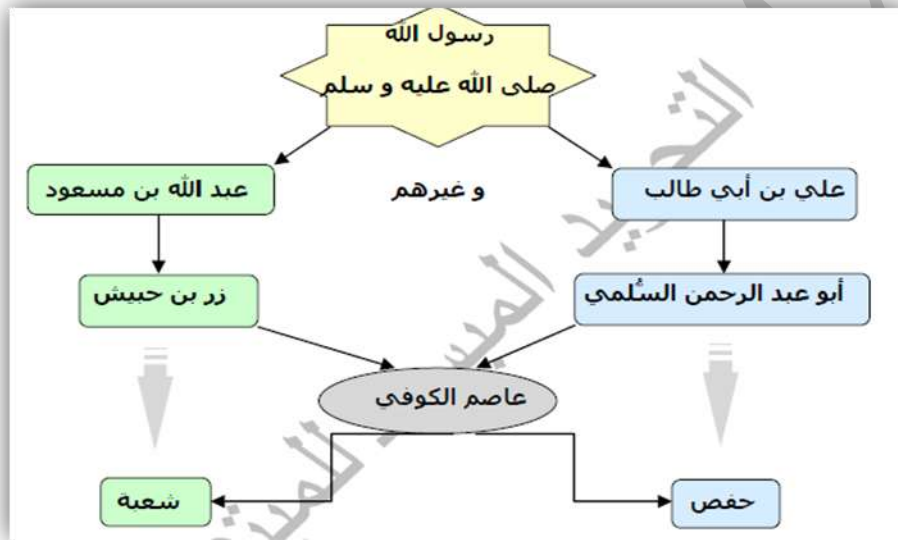 رسول الله
صلى الله عليه و سلم
علي بن أبي طالب
و غيرهم
عبد الله بن مسعود
أبو عبد الرحمن السُّلمي
زر بن حبيش
عاصم الكوفي
حفص
شعبة